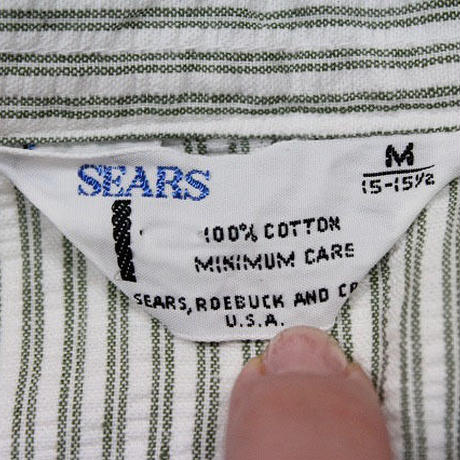 SEARS
M
15-15½
100% COTTON
MINIMUM CARE
SEARS, ROEBUCK AND CO
U.S.A.